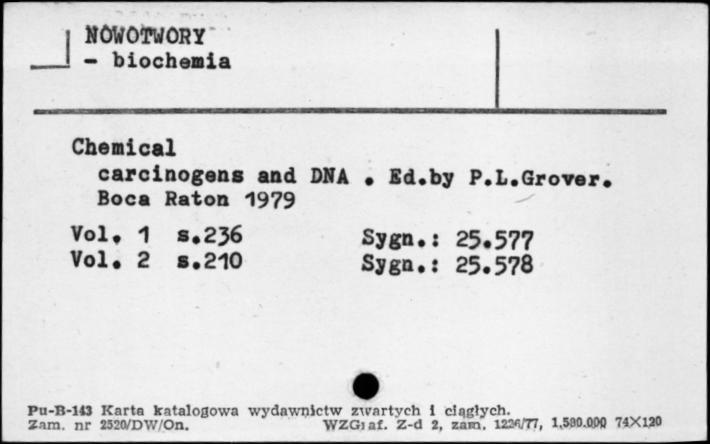 NOWOTWORY
- biochemia
Chemical
carcinogens and DNA . Ed.by P.L.Grover.
Boca Raton 1979
Vol. 1 s.236 Sygn.: 25.577
Vol. 2 s.210 Sygn.: 25.578
Pu-B-143 Karta katalogowa wydawnictw zwartych i ciągłych.
Zam. nr 2520/DW/On. WZGraf. Z-d 2, zam. 1226/77, 1.500.000 74X120